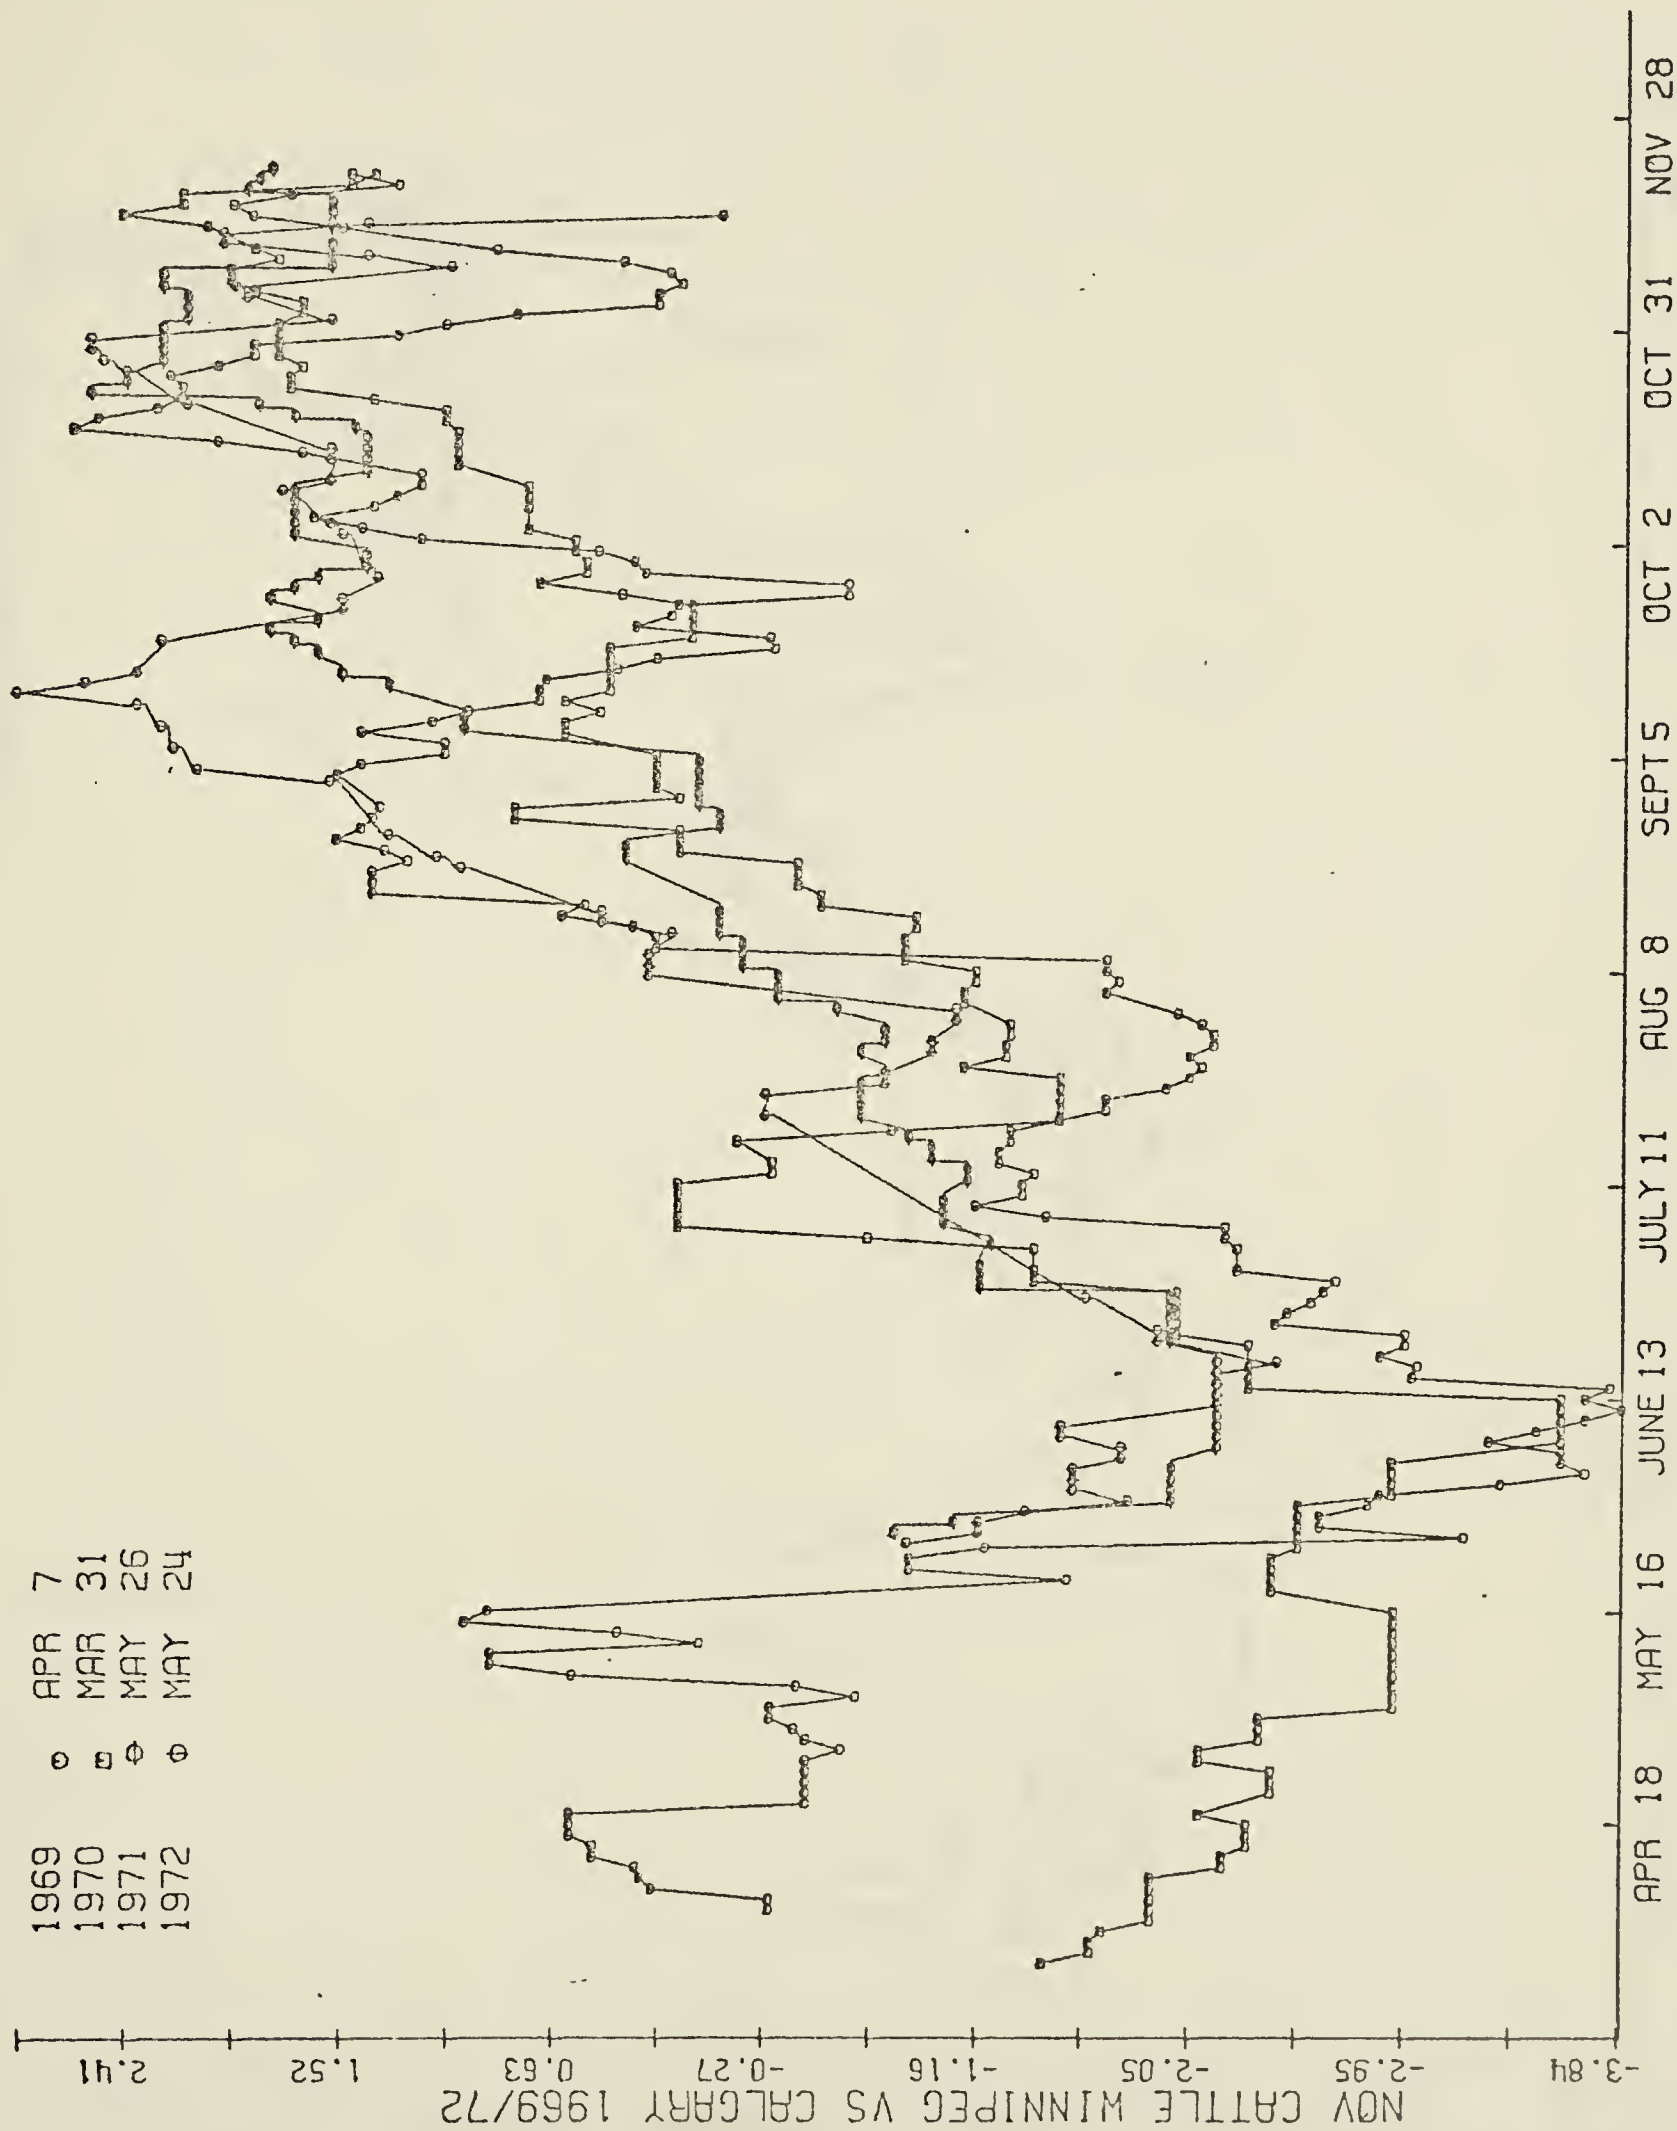 1969 APR 7
1970 MAR 31
1971 MAY 26
1972 MAY 24
NOV CATTLE WINNIPEG VS CALGARY 1969/72
2.41
1.52
0.63
-0.27
-1.16
-2.05
-2.95
-3.84
APR 18 MAY 16 JUNE 13 JULY 11 AUG 8 SEPT 5 OCT 2 OCT 31 NOV 28